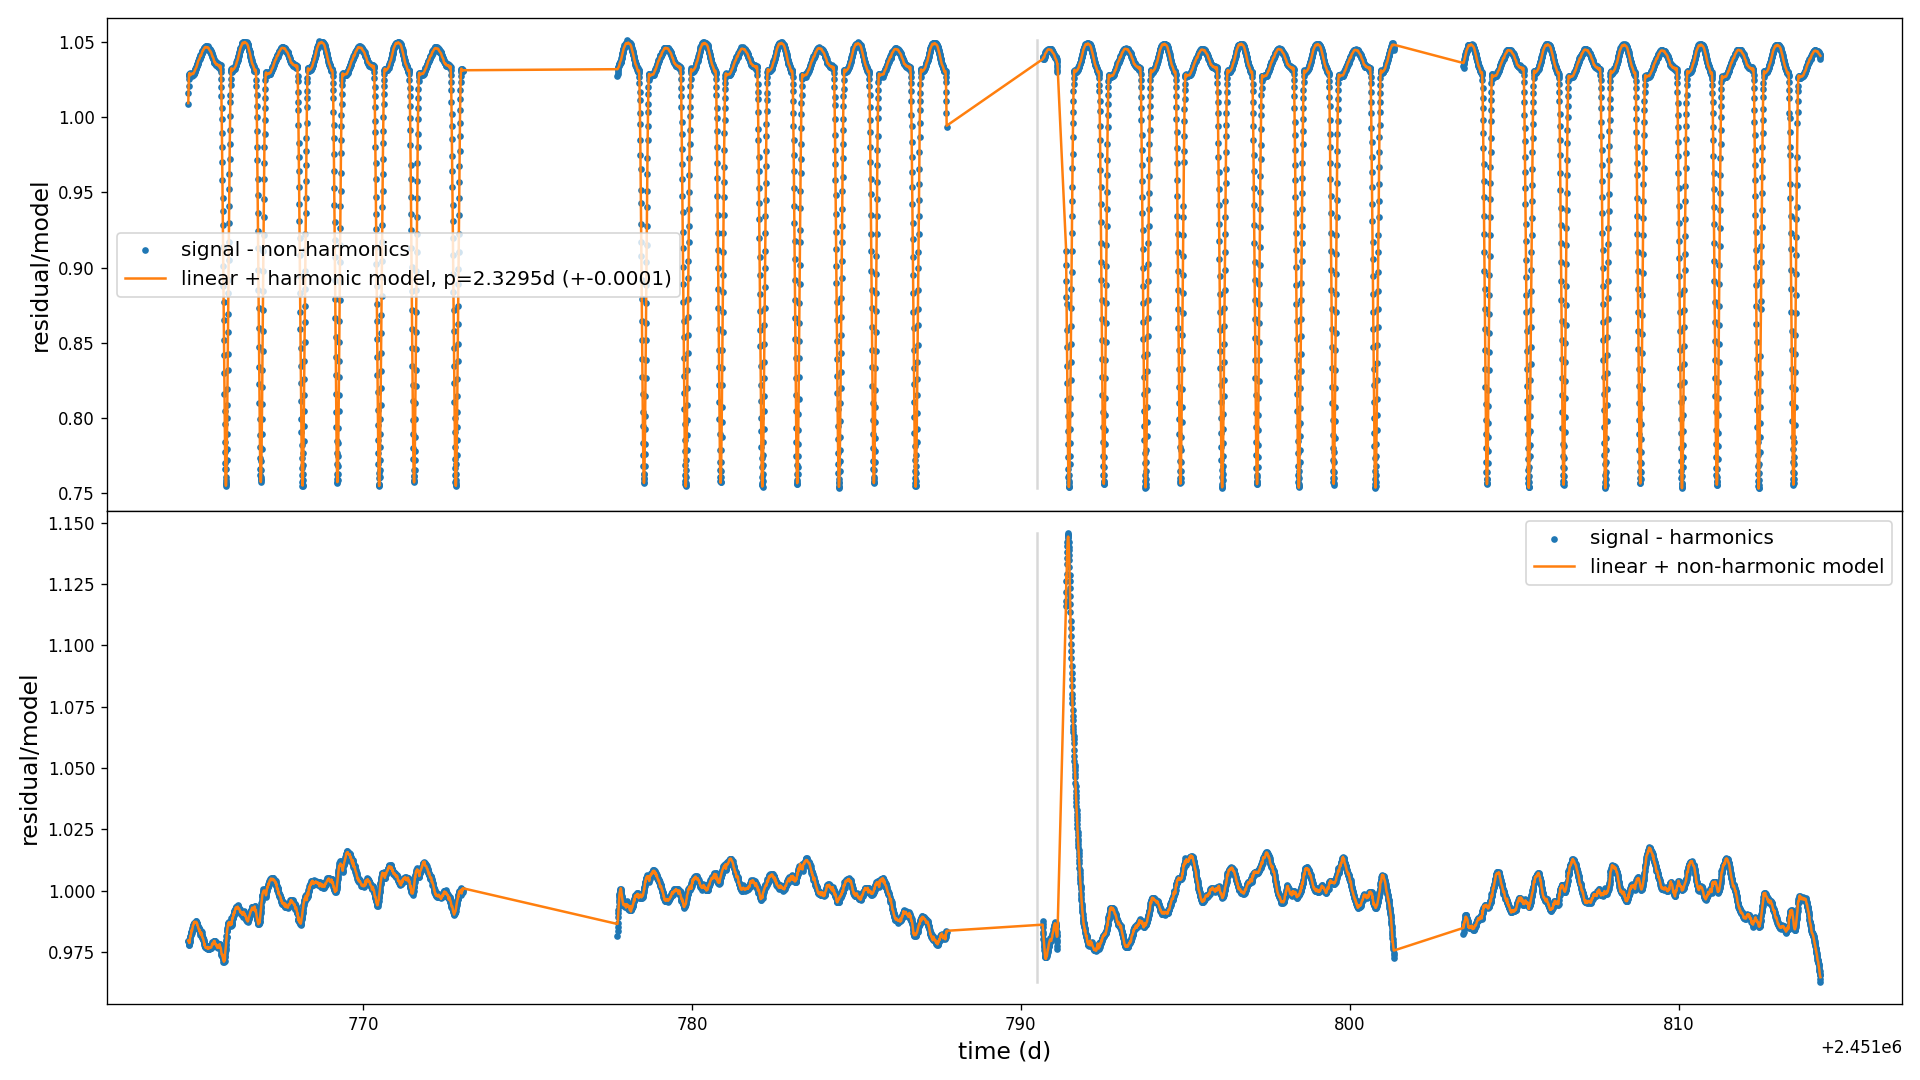 1.05
1.00
0.95
0.90
0.85
0.80
0.75
residual/model
signal - non-harmonics
linear + harmonic model, p=2.3295d (+-0.0001)
1.150
1.125
1.100
1.075
1.050
1.025
1.000
0.975
residual/model
signal - harmonics
linear + non-harmonic model
770 780 790 800 810
time (d)
+2.451e6